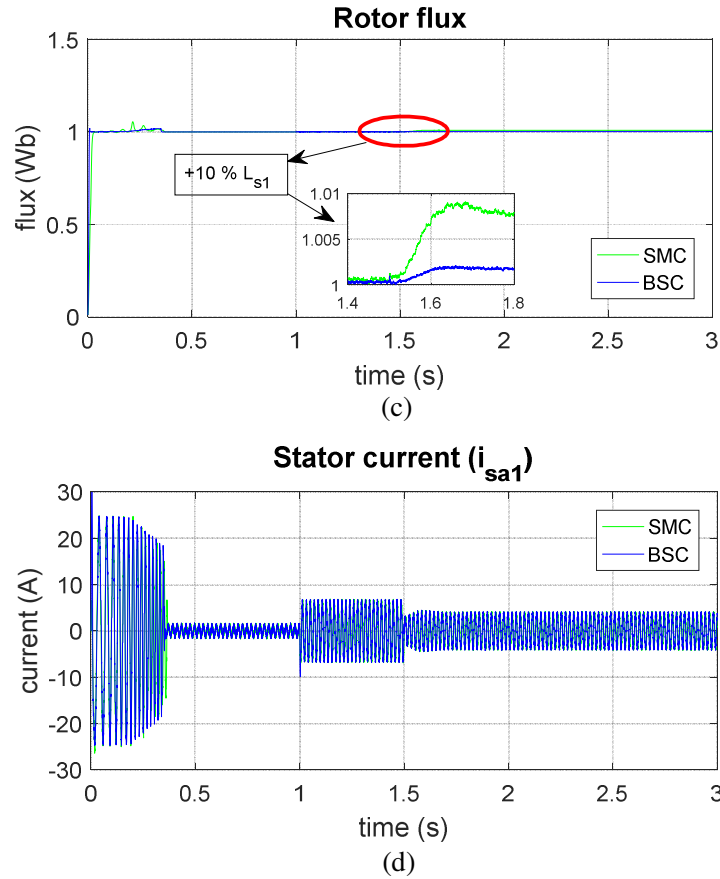 Rotor flux
1.5
1
0.5
0
flux (Wb)
+10 % L_s1
1.01
1.005
1
1.4 1.6 1.8
SMC
BSC
0 0.5 1 1.5 2 2.5 3
time (s)
(c)
Stator current (i_sa1)
30
20
10
0
-10
-20
-30
current (A)
SMC
BSC
0 0.5 1 1.5 2 2.5 3
time (s)
(d)